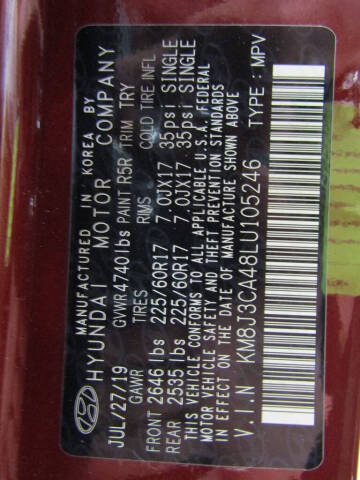 MANUFACTURED IN KOREA BY
HYUNDAI MOTOR COMPANY
JUL/27/19 GVWR4740lbs PAINT R5R TRIM TRY
GAWR TIRES RIMS COLD TIRE INFL
FRONT 2646 lbs 225/60R17 7.0JX17 35psi SINGLE
REAR 2535 lbs 225/60R17 7.0JX17 35psi SINGLE
THIS VEHICLE CONFORMS TO ALL APPLICABLE U.S.A. FEDERAL
MOTOR VEHICLE SAFETY AND THEFT PREVENTION STANDARDS
IN EFFECT ON THE DATE OF MANUFACTURE SHOWN ABOVE.
V.I.N KM8J3CA48LU105246 TYPE: MPV